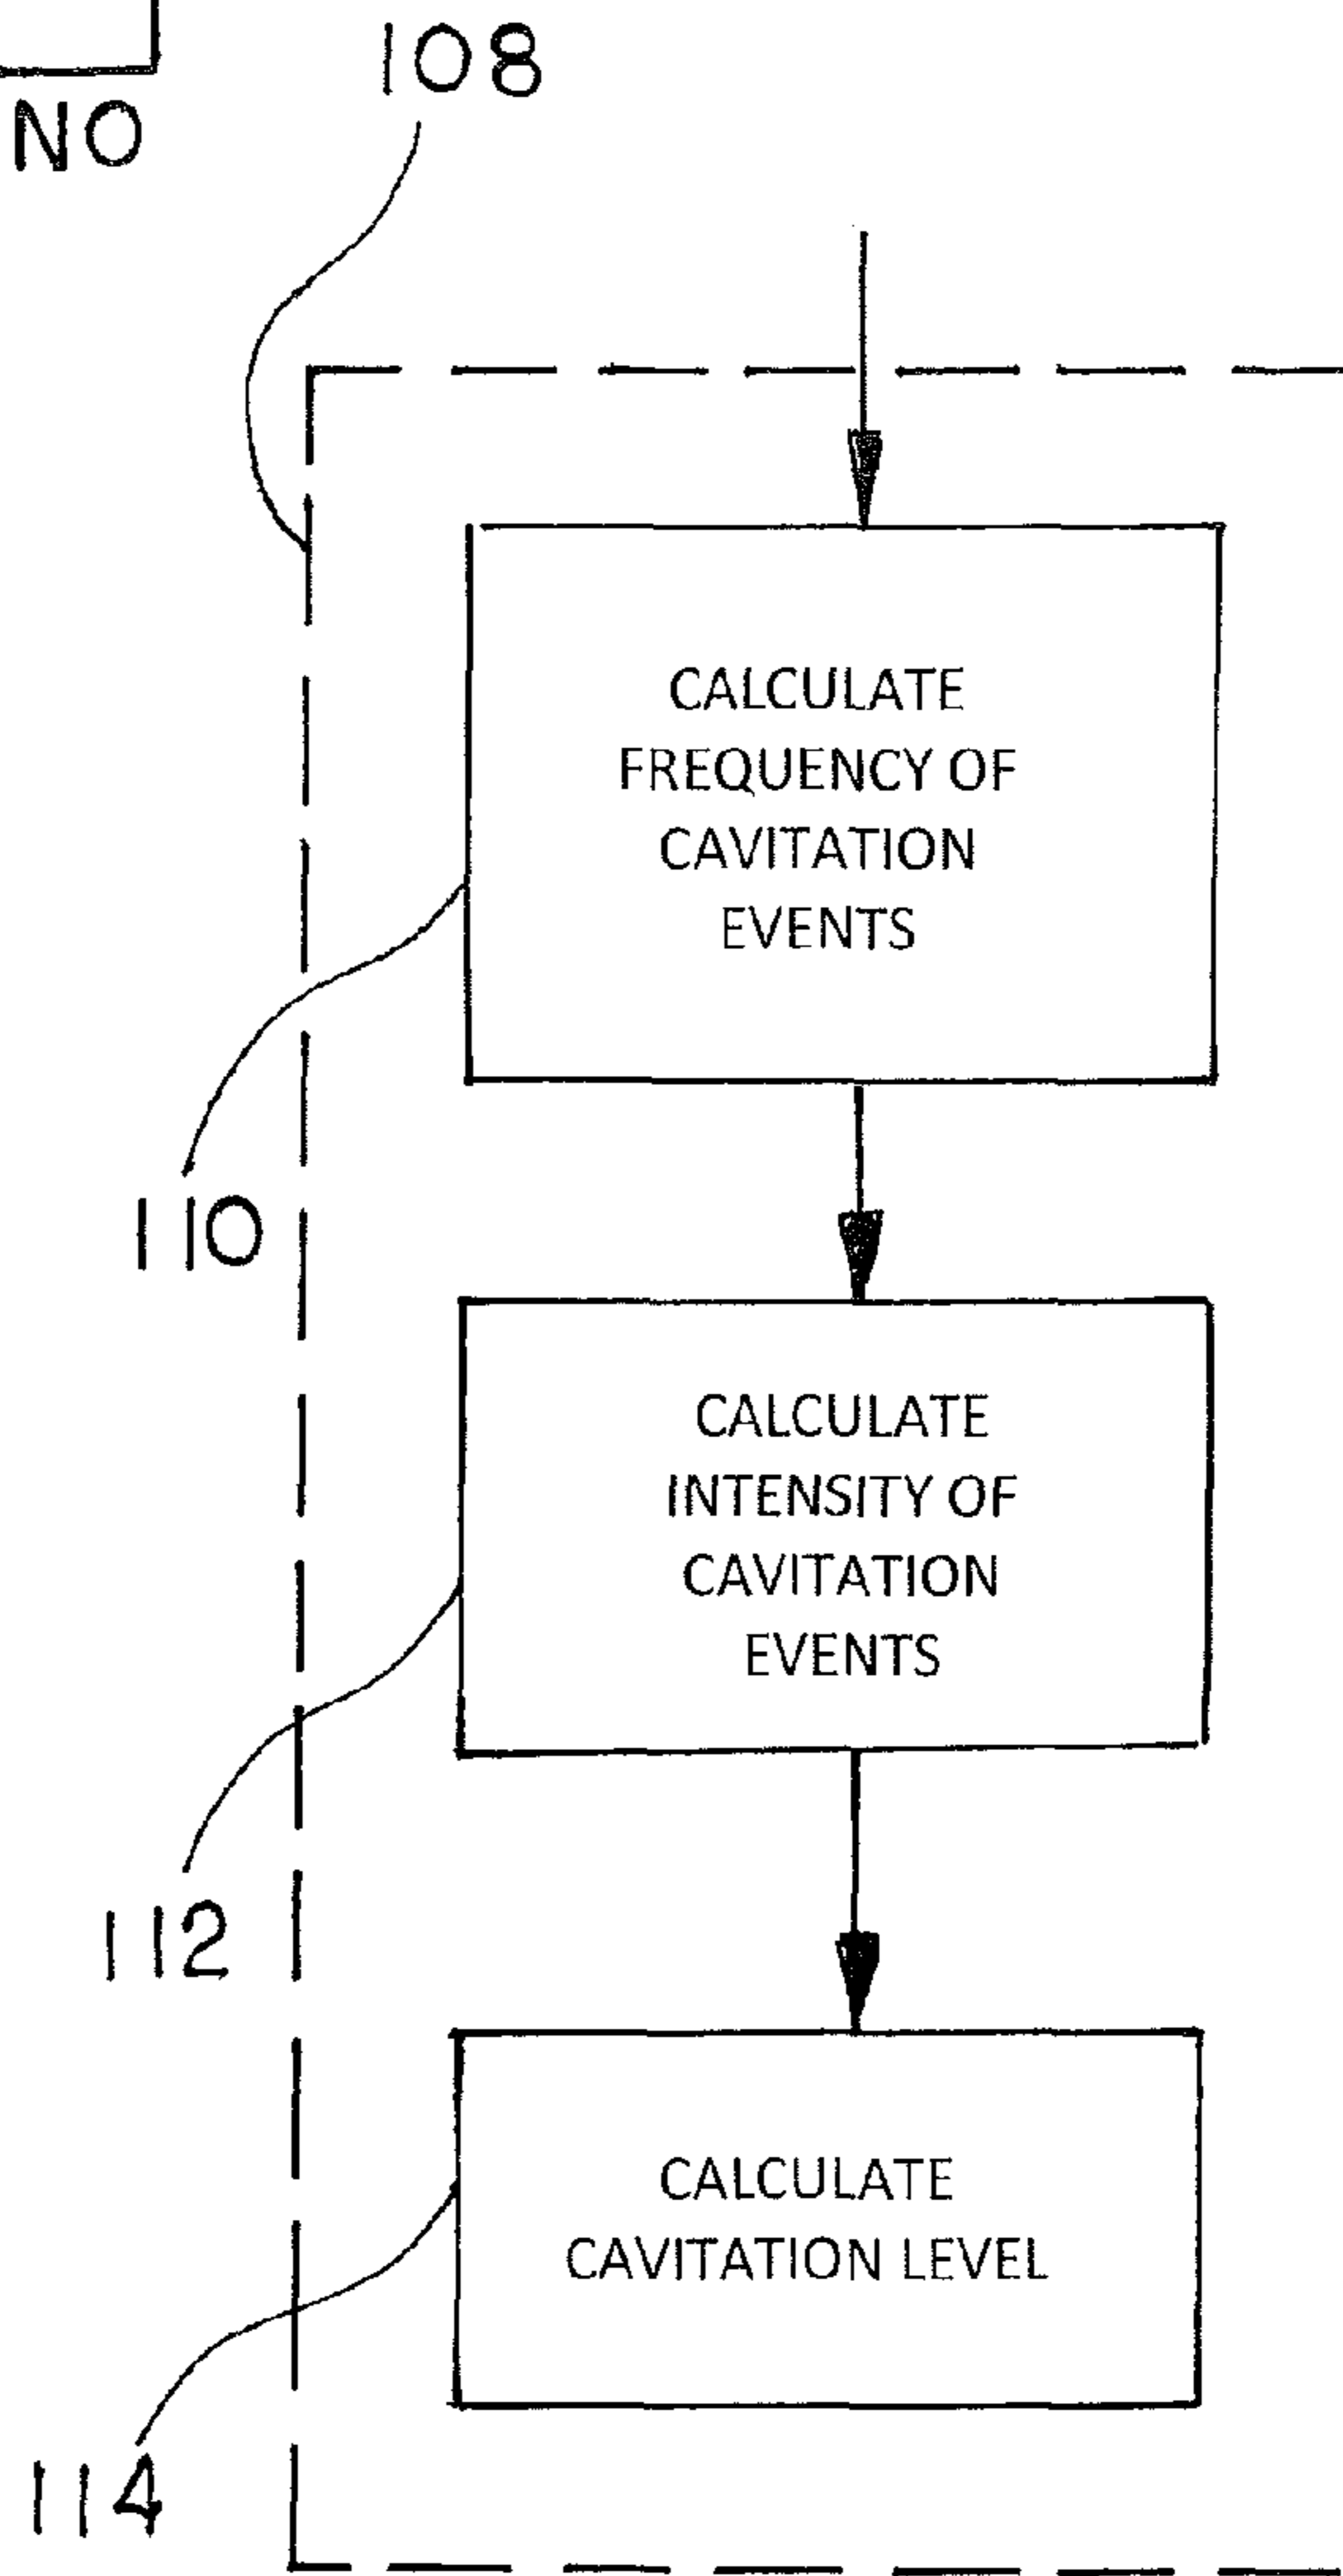 NO
108
CALCULATE
FREQUENCY OF
CAVITATION
EVENTS
110
CALCULATE
INTENSITY OF
CAVITATION
EVENTS
112
CALCULATE
CAVITATION LEVEL
114